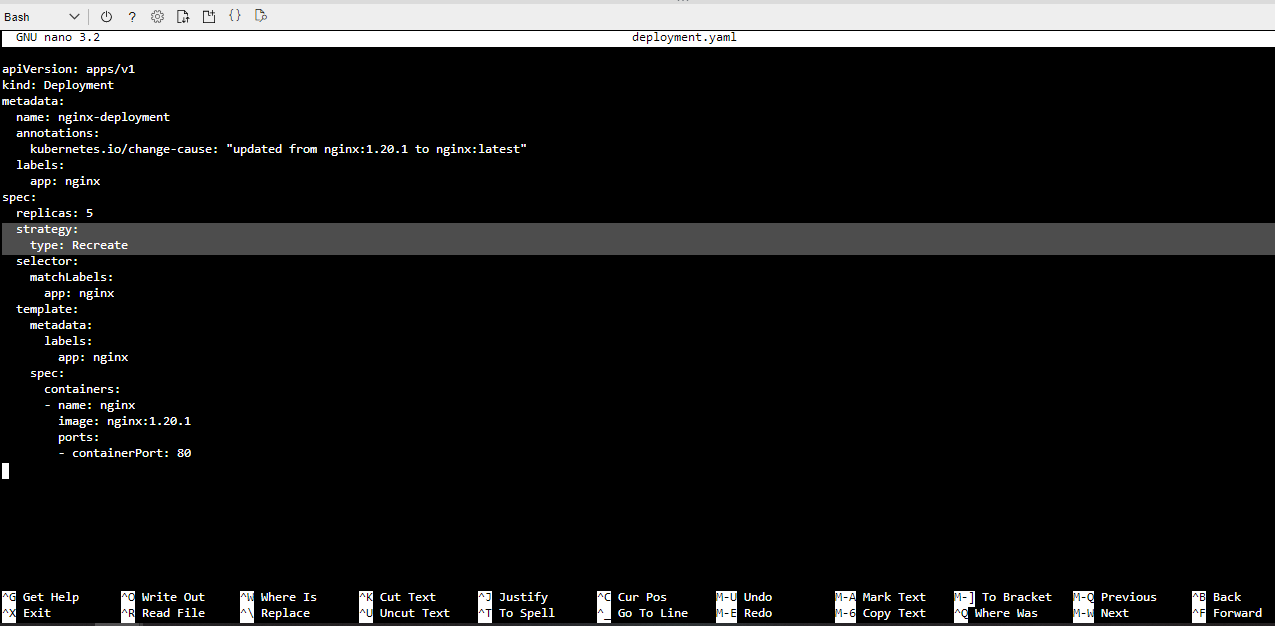 Bash
GNU nano 3.2 deployment.yaml
apiVersion: apps/v1
kind: Deployment
metadata:
  name: nginx-deployment
  annotations:
    kubernetes.io/change-cause: "updated from nginx:1.20.1 to nginx:latest"
  labels:
    app: nginx
spec:
  replicas: 5
  strategy:
    type: Recreate
  selector:
    matchLabels:
      app: nginx
  template:
    metadata:
      labels:
        app: nginx
    spec:
      containers:
      - name: nginx
        image: nginx:1.20.1
        ports:
        - containerPort: 80
^G Get Help ^O Write Out ^W Where Is ^K Cut Text ^J Justify ^C Cur Pos M-U Undo M-A Mark Text M-] To Bracket M-Q Previous ^B Back
^X Exit ^R Read File ^\ Replace ^U Uncut Text ^T To Spell ^_ Go To Line M-E Redo M-6 Copy Text ^Q Where Was M-W Next ^F Forward